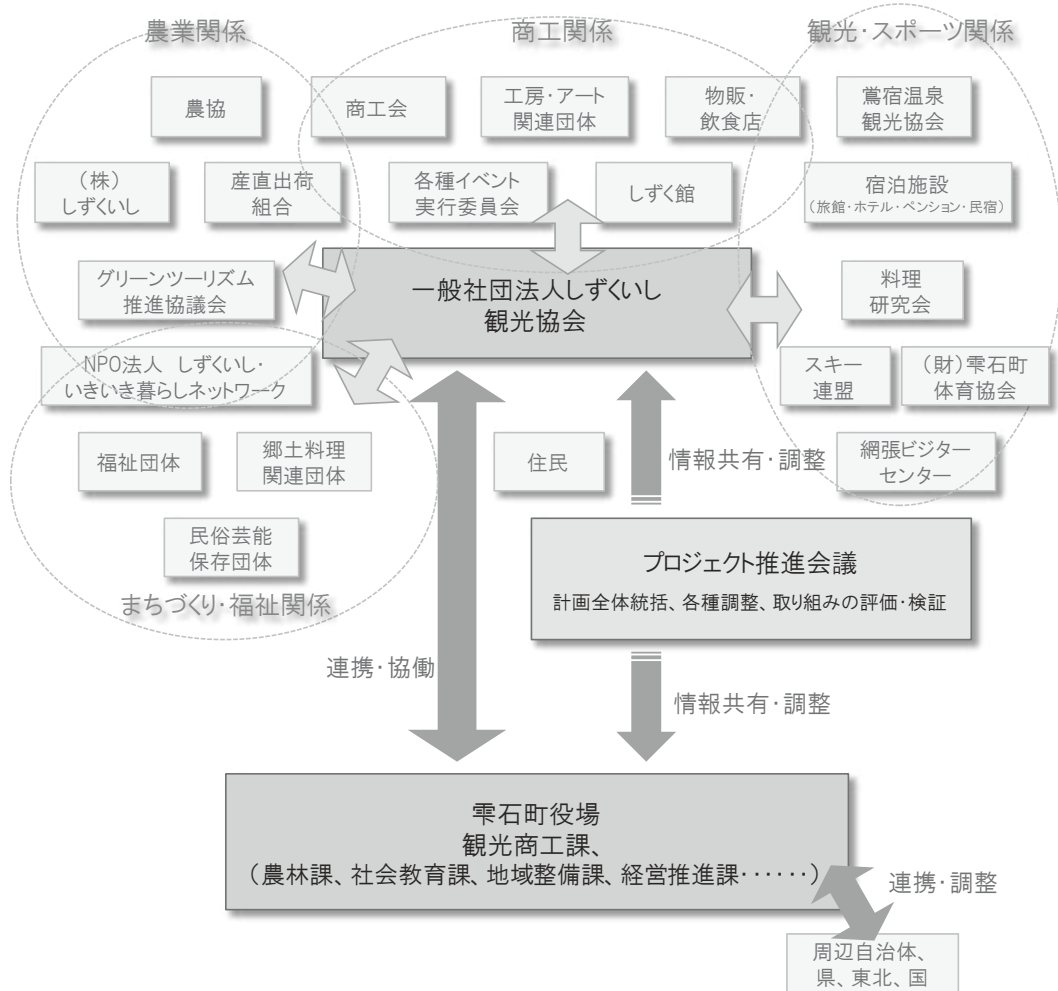 農業関係
商工関係
観光・スポーツ関係
農協
商工会
工房・アート
関連団体
物販・
飲食店
鶯宿温泉
観光協会
（株）
しずくいし
産直出荷
組合
各種イベント
実行委員会
しずく館
宿泊施設
（旅館・ホテル・ペンション・民宿）
グリーンツーリズム
推進協議会
一般社団法人しずくいし
観光協会
料理
研究会
NPO法人　しずくいし・
いきいき暮らしネットワーク
スキー
連盟
（財）雫石町
体育協会
福祉団体
郷土料理
関連団体
住民
情報共有・調整
網張ビジター
センター
民俗芸能
保存団体
まちづくり・福祉関係
プロジェクト推進会議
計画全体統括、各種調整、取り組みの評価・検証
連携・協働
情報共有・調整
雫石町役場
観光商工課、
（農林課、社会教育課、地域整備課、経営推進課‥‥‥）
連携・調整
周辺自治体、
県、東北、国